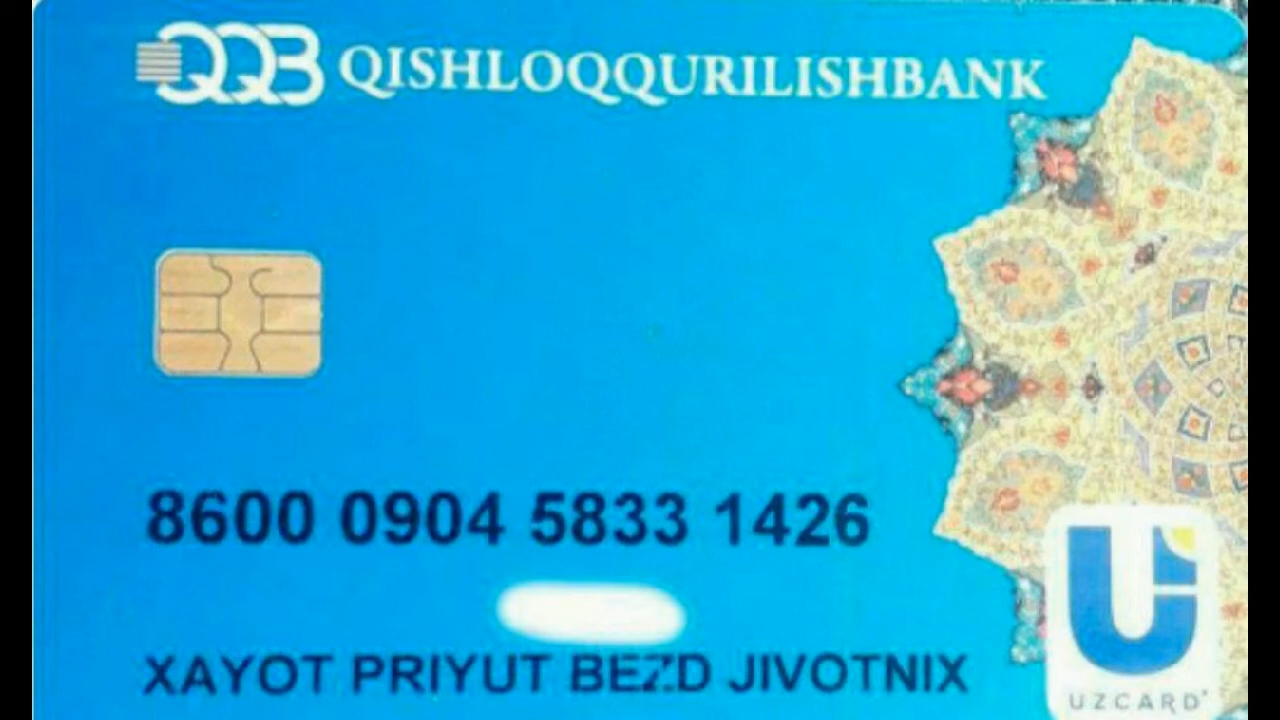 QQB QISHLOQQURILISHBANK
8600 0904 5833 1426
XAYOT PRIYUT BEZD JIVOTNIX
UZCARD